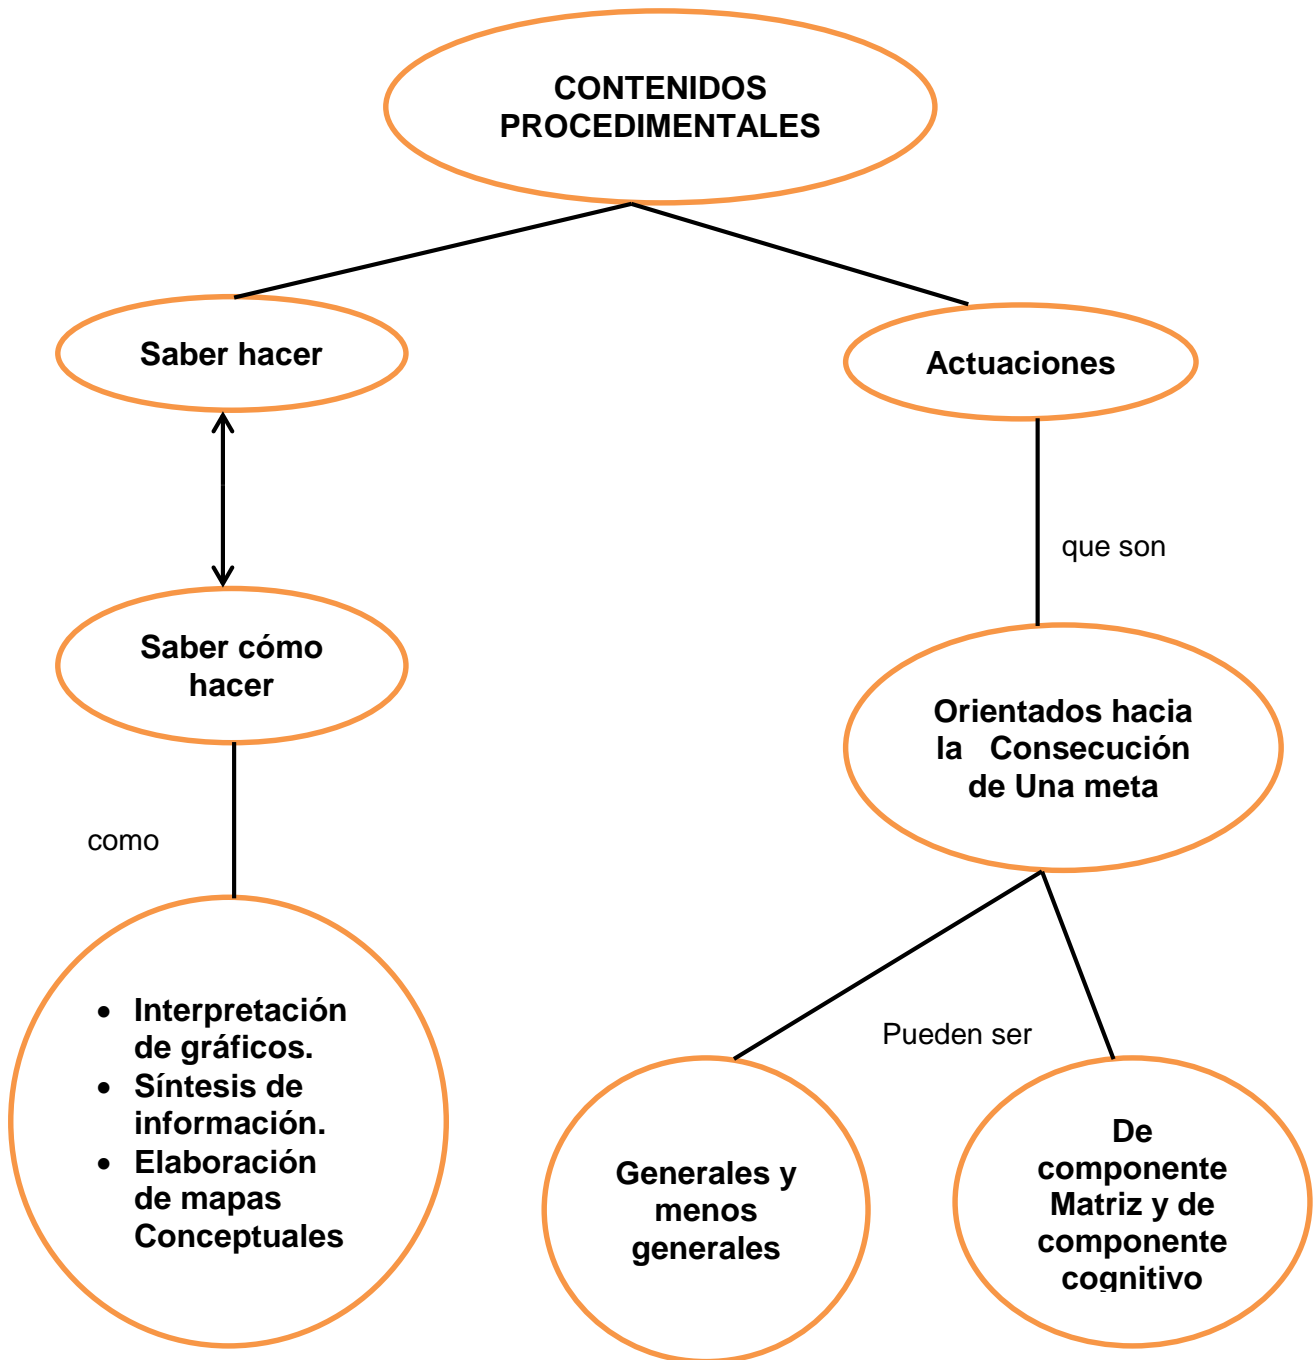 CONTENIDOS
PROCEDIMENTALES
Saber hacer
Actuaciones
que son
Saber cómo
hacer
Orientados hacia
la Consecución
de Una meta
como
• Interpretación
de gráficos.
• Síntesis de
información.
• Elaboración
de mapas
Conceptuales
Pueden ser
Generales y
menos
generales
De
componente
Matriz y de
componente
cognitivo